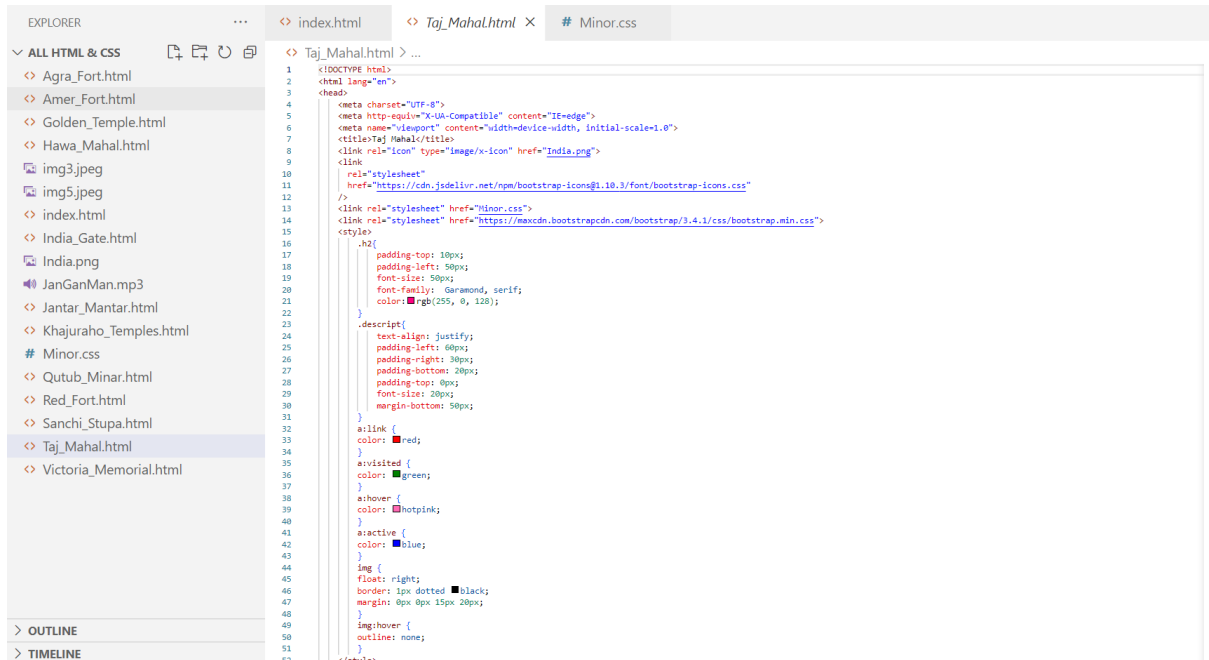 EXPLORER ...
index.html
Taj_Mahal.html
# Minor.css
ALL HTML & CSS
Agra_Fort.html
Amer_Fort.html
Golden_Temple.html
Hawa_Mahal.html
img3.jpeg
img5.jpeg
index.html
India_Gate.html
India.png
JanGanMan.mp3
Jantar_Mantar.html
Khajuraho_Temples.html
# Minor.css
Qutub_Minar.html
Red_Fort.html
Sanchi_Stupa.html
Taj_Mahal.html
Victoria_Memorial.html
OUTLINE
TIMELINE
Taj_Mahal.html > ...
1 <!DOCTYPE html>
2 <html lang="en">
3 <head>
4 <meta charset="UTF-8">
5 <meta http-equiv="X-UA-Compatible" content="IE=edge">
6 <meta name="viewport" content="width=device-width, initial-scale=1.0">
7 <title>Taj Mahal</title>
8 <link rel="icon" type="image/x-icon" href="India.png">
9 <link
10 rel="stylesheet"
11 href="https://cdn.jsdelivr.net/npm/bootstrap-icons@1.10.3/font/bootstrap-icons.css"
12 />
13 <link rel="stylesheet" href="Minor.css">
14 <link rel="stylesheet" href="https://maxcdn.bootstrapcdn.com/bootstrap/3.4.1/css/bootstrap.min.css">
15 <style>
16 .h2{
17 padding-top: 10px;
18 padding-left: 50px;
19 font-size: 50px;
20 font-family: Garamond, serif;
21 color: rgb(255, 0, 128);
22 }
23 .descript{
24 text-align: justify;
25 padding-left: 60px;
26 padding-right: 30px;
27 padding-bottom: 20px;
28 padding-top: 0px;
29 font-size: 20px;
30 margin-bottom: 50px;
31 }
32 a:link {
33 color: red;
34 }
35 a:visited {
36 color: green;
37 }
38 a:hover {
39 color: hotpink;
40 }
41 a:active {
42 color: blue;
43 }
44 img {
45 float: right;
46 border: 1px dotted black;
47 margin: 0px 0px 15px 20px;
48 }
49 img:hover {
50 outline: none;
51 }